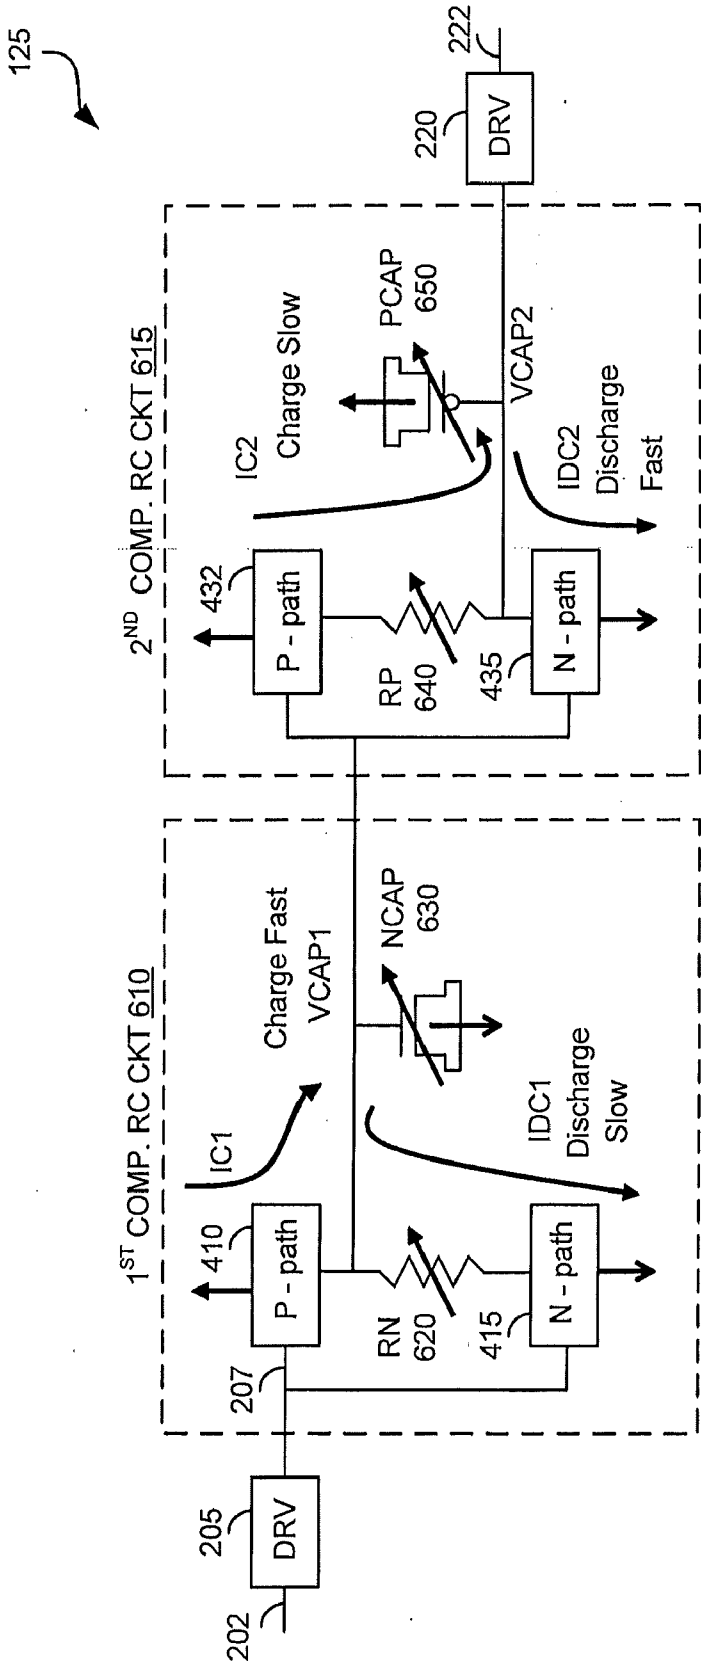 125
1ST COMP. RC CKT 610
2ND COMP. RC CKT 615
202
205
DRV
207
410
P - path
IC1
Charge Fast
VCAP1
RN
620
NCAP
630
415
N - path
IDC1
Discharge
Slow
432
P - path
IC2
Charge Slow
PCAP
650
RP
640
VCAP2
435
N - path
IDC2
Discharge
Fast
220
DRV
222